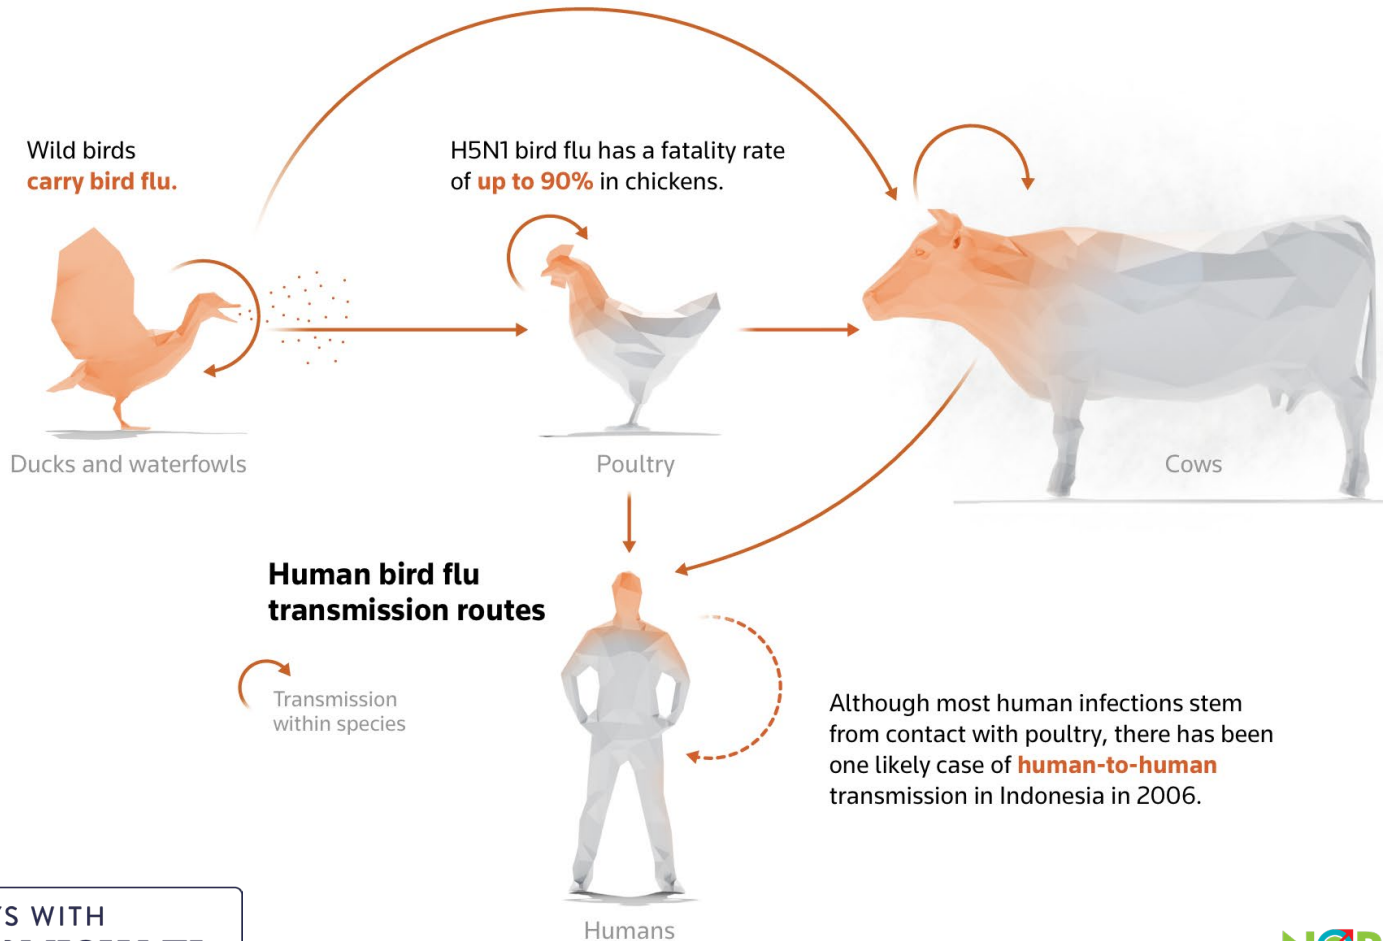 Wild birds
carry bird flu.
H5N1 bird flu has a fatality rate
of up to 90% in chickens.
Ducks and waterfowls
Poultry
Cows
Human bird flu
transmission routes
Transmission
within species
Although most human infections stem
from contact with poultry, there has been
one likely case of human-to-human
transmission in Indonesia in 2006.
Humans
WITH